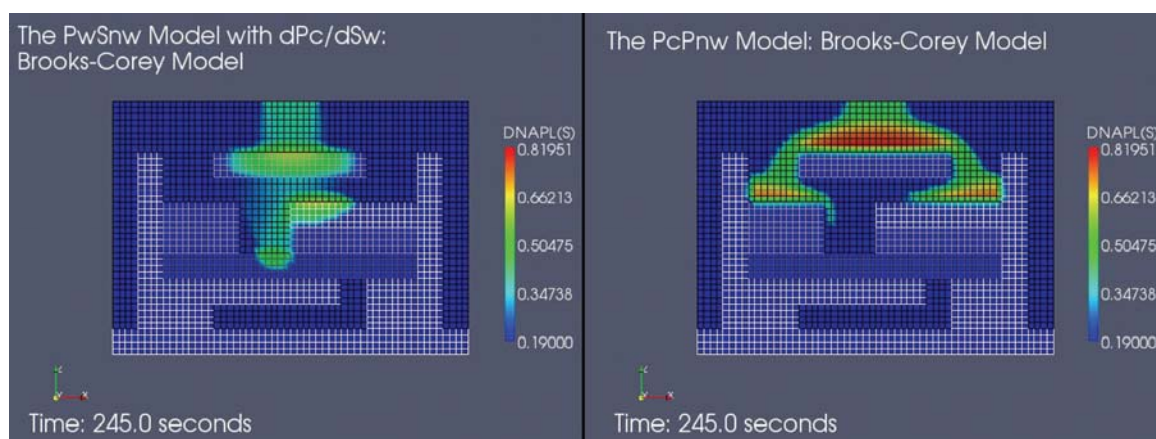 The PwSnw Model with dPc/dSw:
Brooks-Corey Model
DNAPL(S)
0.81951
0.66213
0.50475
0.34738
0.19000
Y
X
Time: 245.0 seconds
The PcPnw Model: Brooks-Corey Model
DNAPL(S)
0.81951
0.66213
0.50475
0.34738
0.19000
Y
X
Time: 245.0 seconds